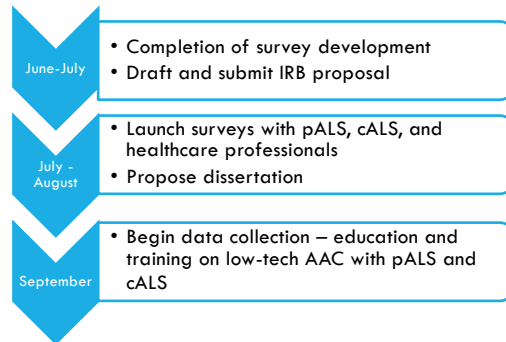 June-July
• Completion of survey development
• Draft and submit IRB proposal
July -
August
• Launch surveys with pALS, cALS, and
healthcare professionals
• Propose dissertation
September
• Begin data collection – education and
training on low-tech AAC with pALS and
cALS